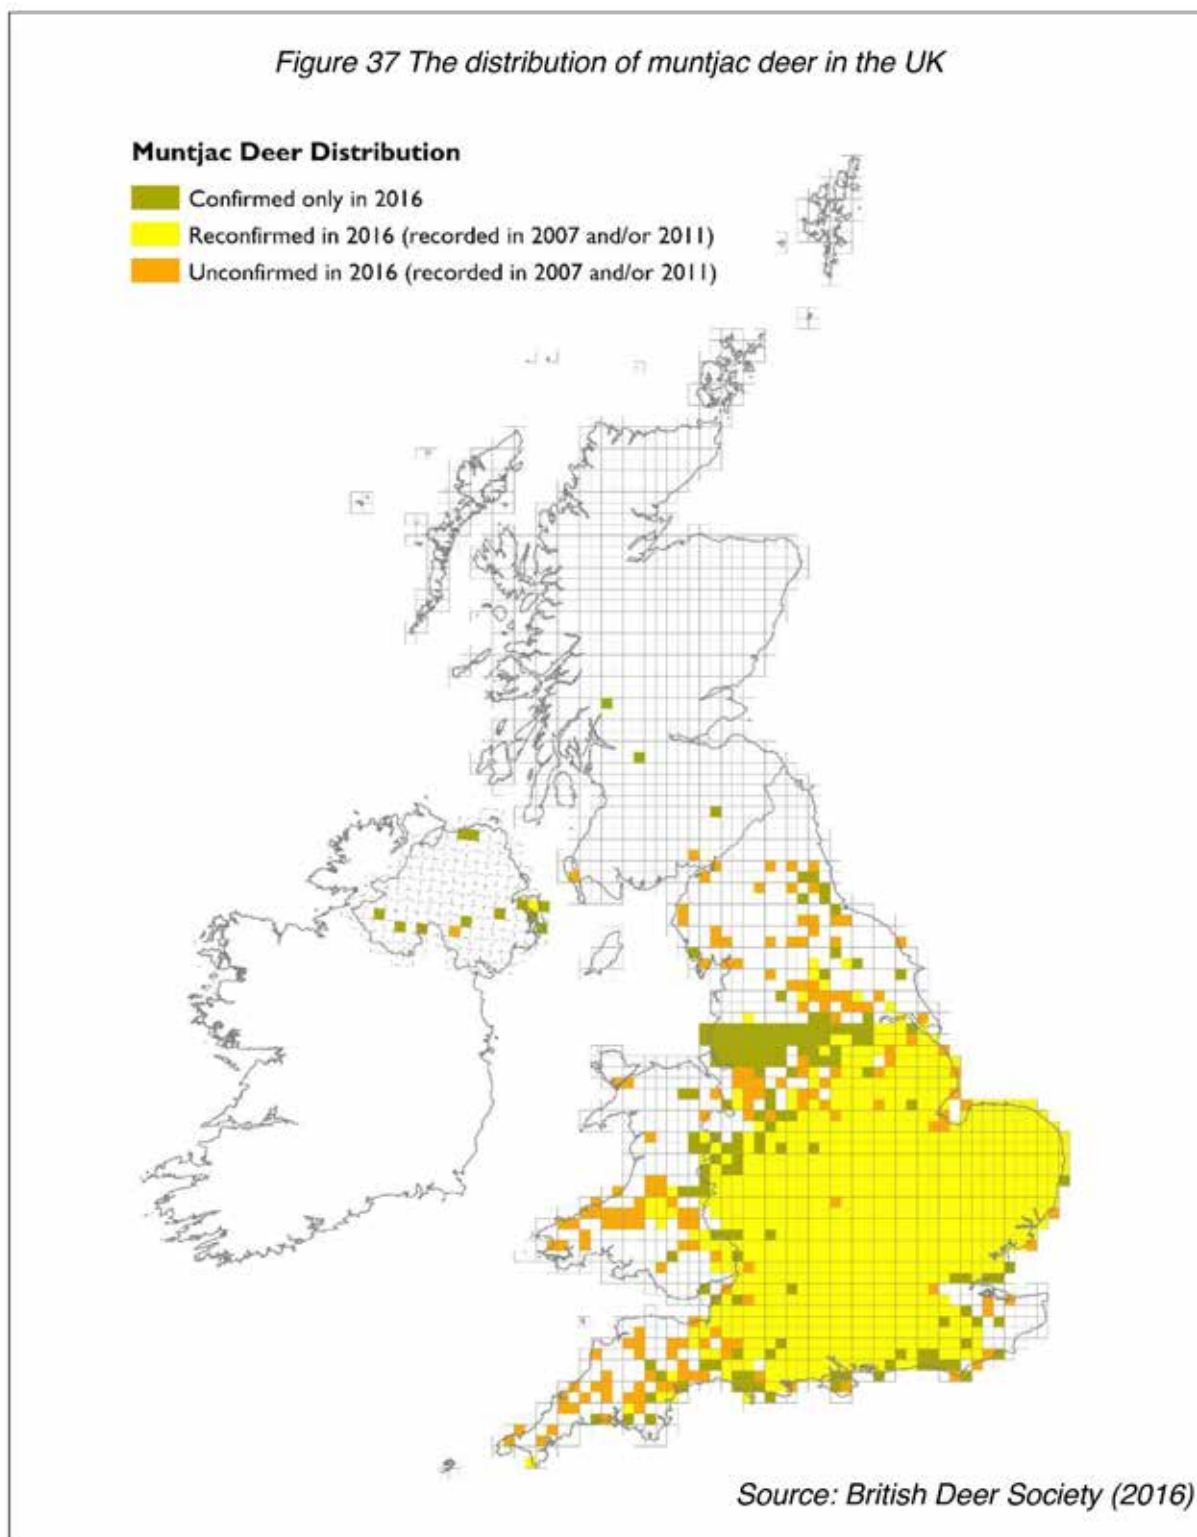 Figure 37 The distribution of muntjac deer in the UK
Muntjac Deer Distribution
Confirmed only in 2016
Reconfirmed in 2016 (recorded in 2007 and/or 2011)
Unconfirmed in 2016 (recorded in 2007 and/or 2011)
Source: British Deer Society (2016)